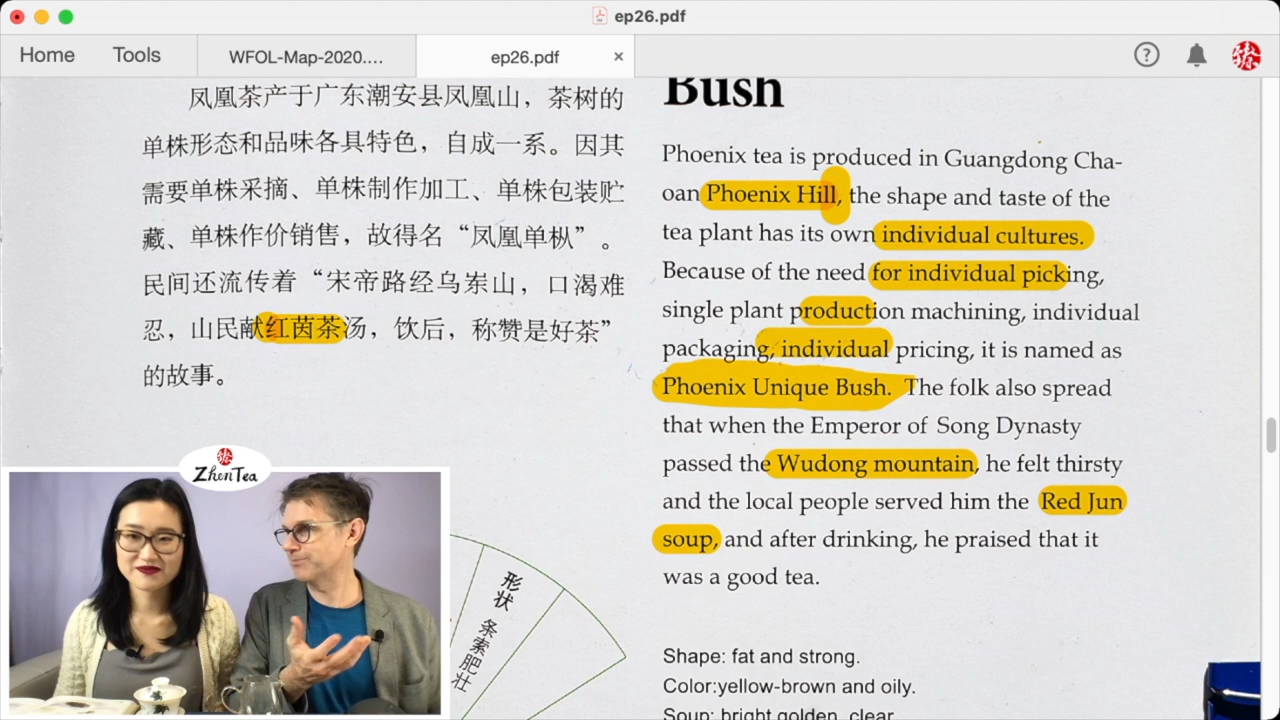 ep26.pdf
Home
Tools
WFOL-Map-2020....
ep26.pdf
×
?
凤凰茶产于广东潮安县凤凰山，茶树的
单株形态和品味各具特色，自成一系。因其
需要单株采摘、单株制作加工、单株包装贮
藏、单株作价销售，故得名“凤凰单枞”。
民间还流传着“宋帝路经乌岽山，口渴难
忍，山民献红茵茶汤，饮后，称赞是好茶”
的故事。
Bush
Phoenix tea is produced in Guangdong Cha-
oan Phoenix Hill, the shape and taste of the
tea plant has its own individual cultures.
Because of the need for individual picking,
single plant production machining, individual
packaging, individual pricing, it is named as
Phoenix Unique Bush. The folk also spread
that when the Emperor of Song Dynasty
passed the Wudong mountain, he felt thirsty
and the local people served him the Red Jun
soup, and after drinking, he praised that it
was a good tea.
Shape: fat and strong.
Color:yellow-brown and oily.
Soup: bright golden, clear
形状 条索肥壮
ZhenTea